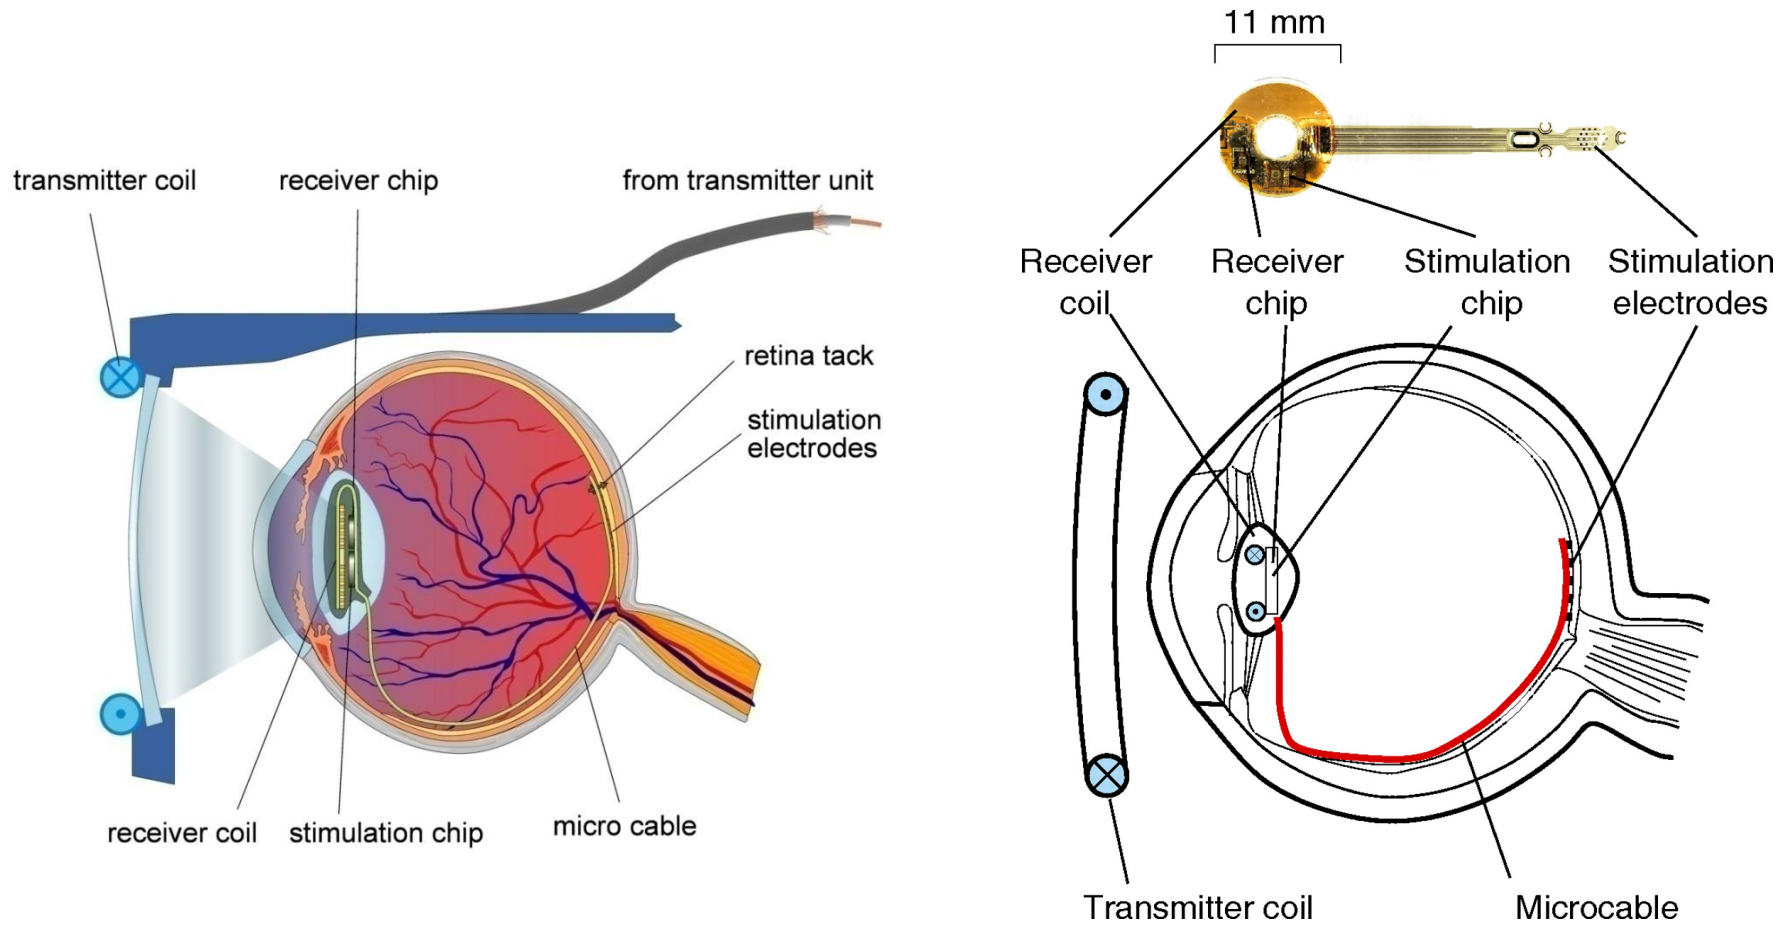 transmitter coil
receiver chip
from transmitter unit
retina tack
stimulation
electrodes
receiver coil
stimulation chip
micro cable
11 mm
Receiver
coil
Receiver
chip
Stimulation
chip
Stimulation
electrodes
Transmitter coil
Microcable